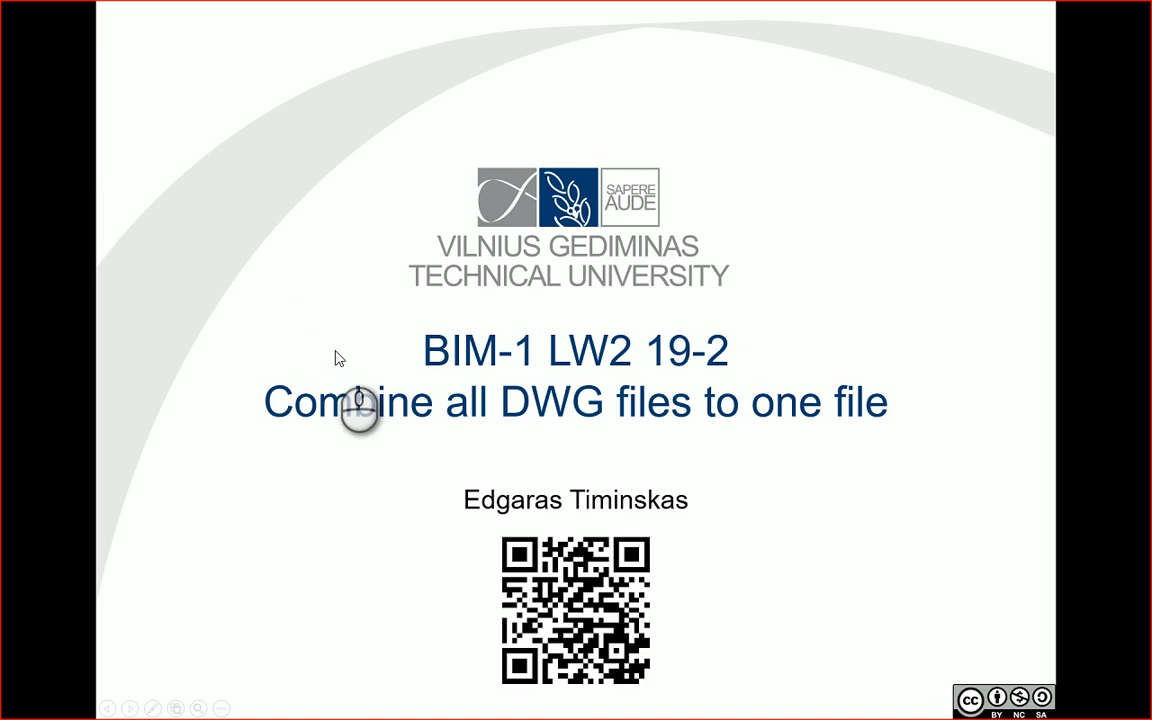 SAPERE
AUDE
VILNIUS GEDIMINAS
TECHNICAL UNIVERSITY
BIM-1 LW2 19-2
Combine all DWG files to one file
Edgaras Timinskas
cc
BY NC SA